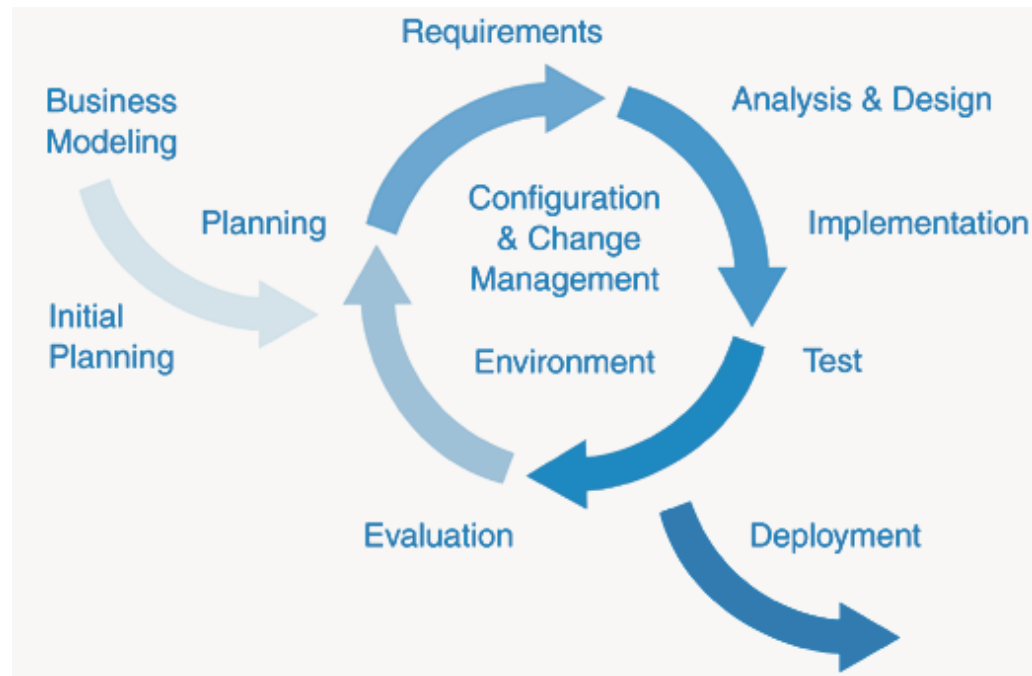 Requirements
Business
Modeling
Analysis & Design
Planning
Configuration
& Change
Management
Implementation
Initial
Planning
Environment
Test
Evaluation
Deployment